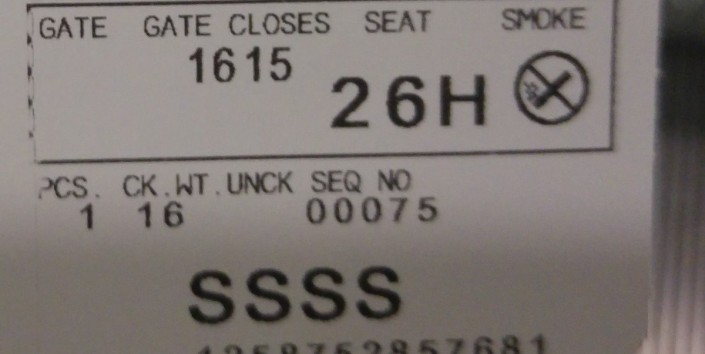 GATE GATE CLOSES SEAT SMOKE
1615
26H
PCS. CK.WT.UNCK SEQ NO
1 16 00075
SSSS